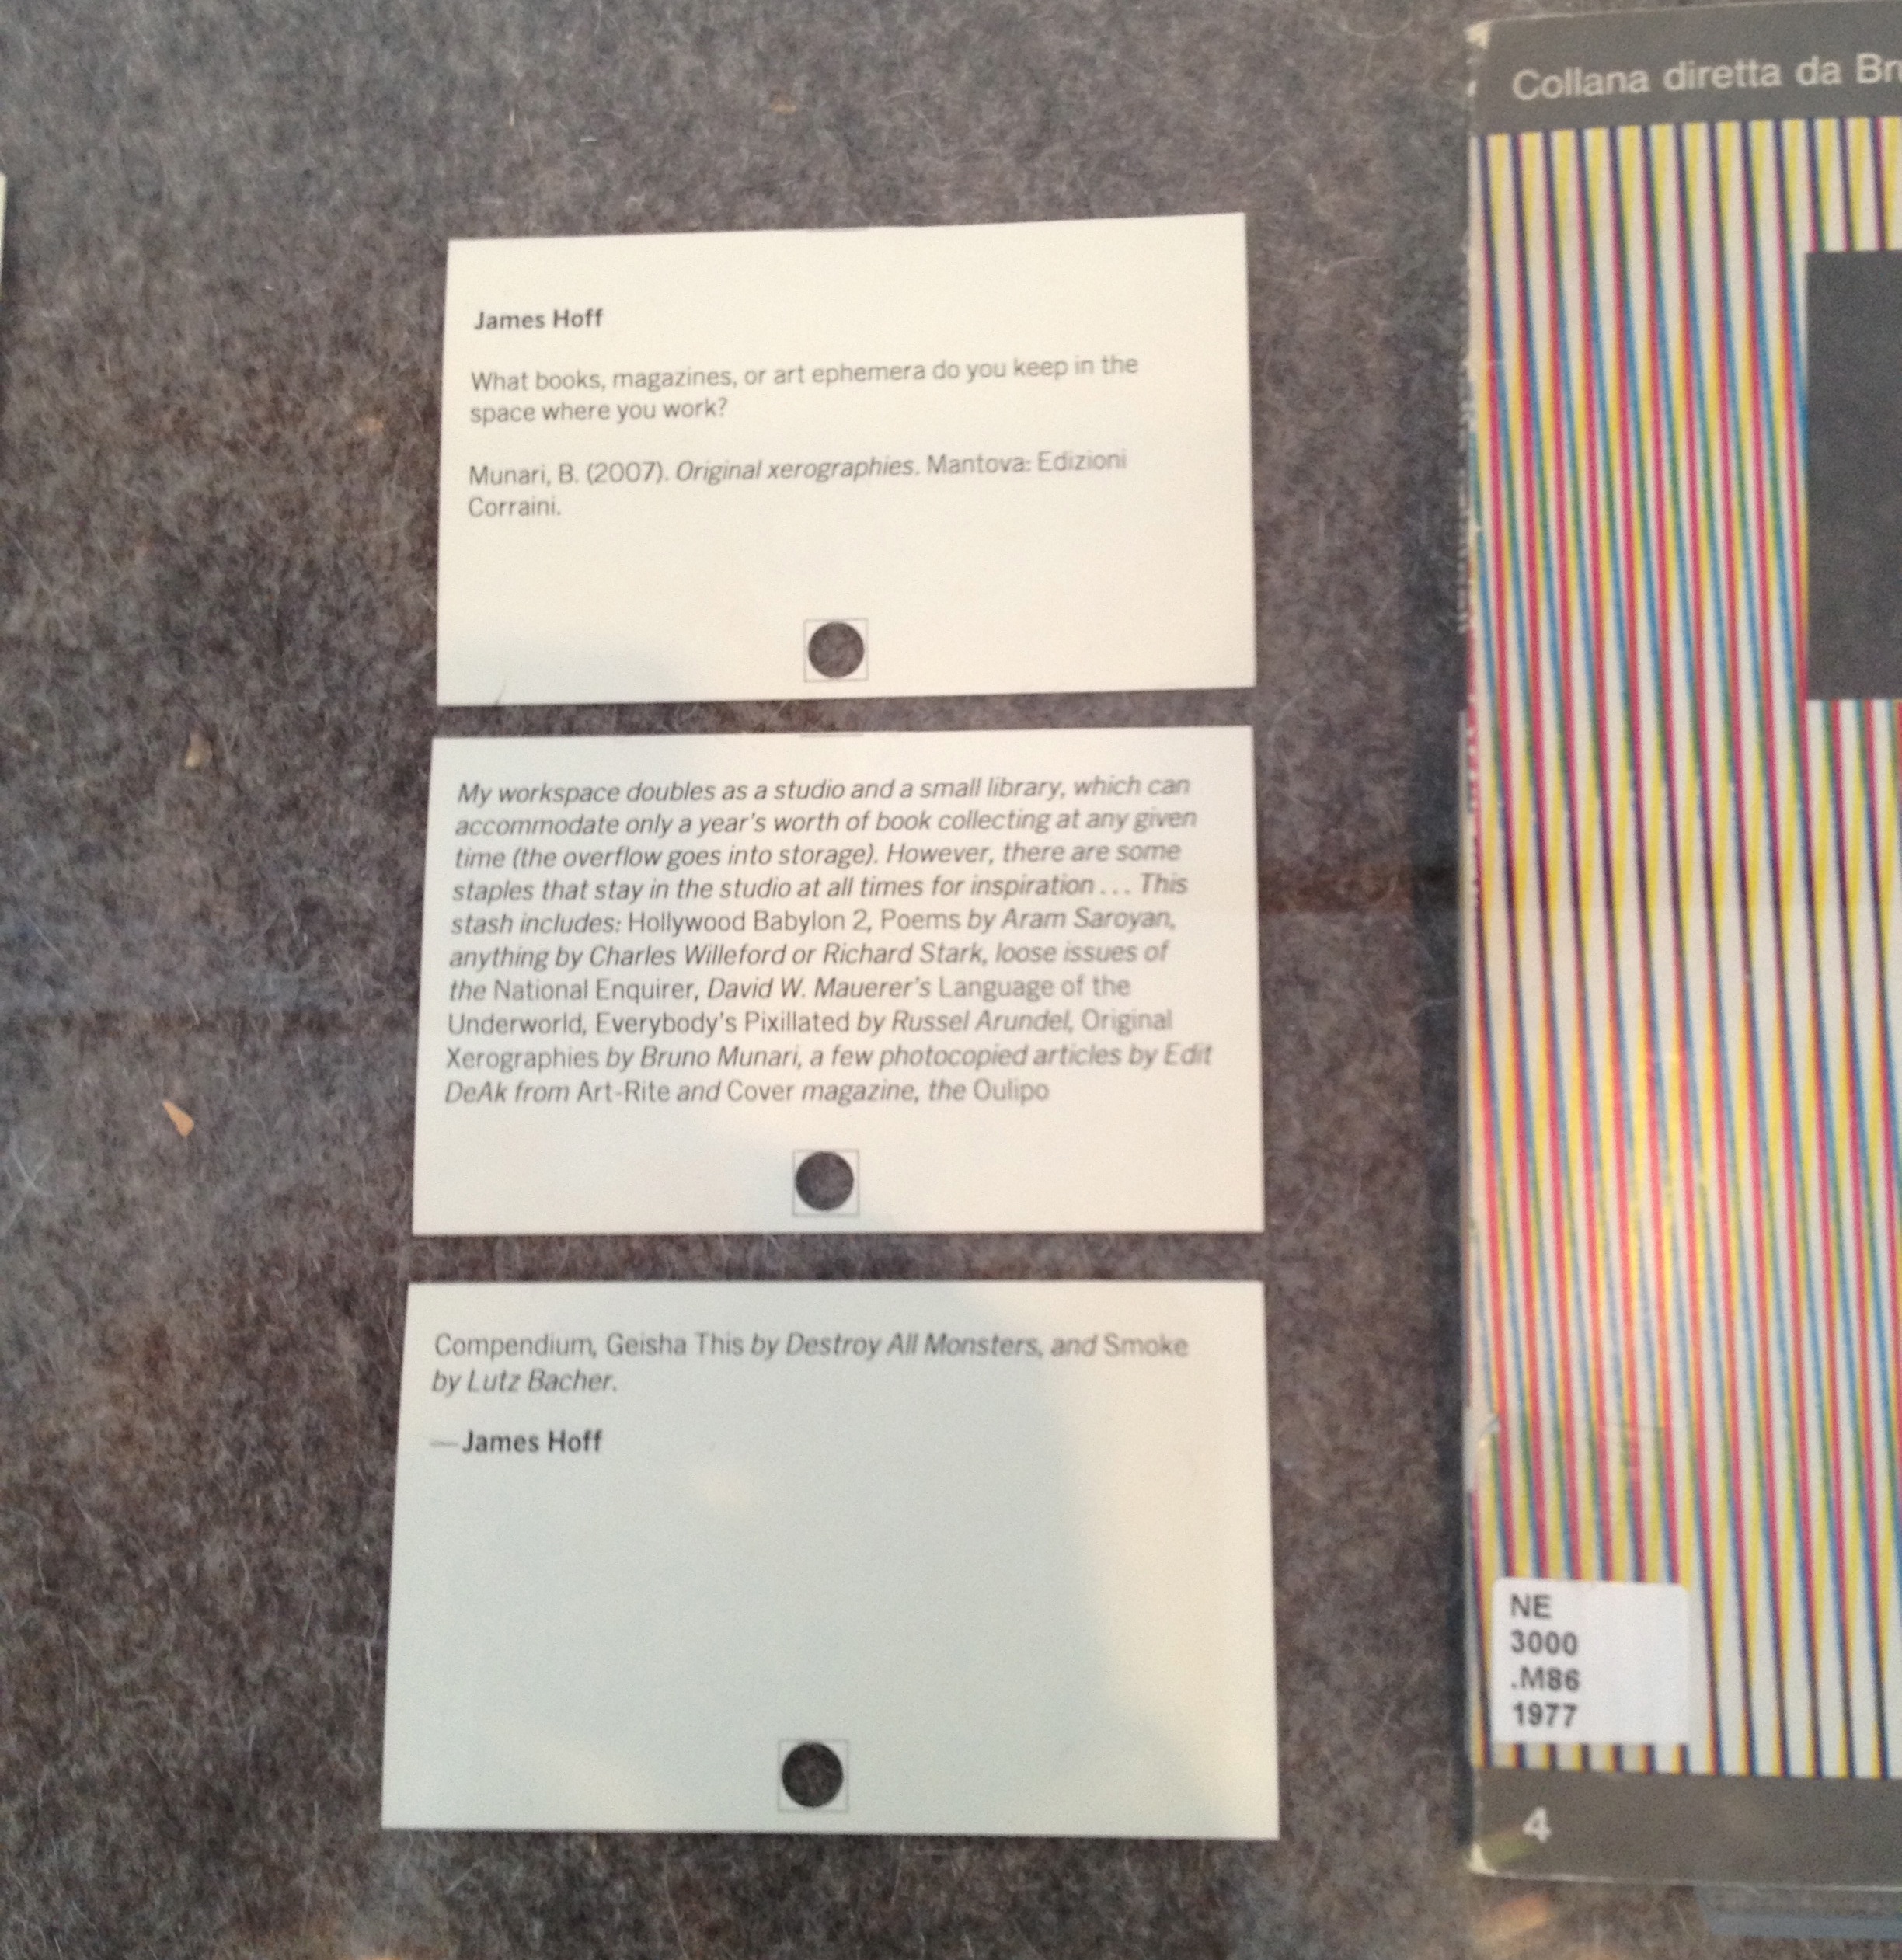 James Hoff
What books, magazines, or art ephemera do you keep in the
space where you work?
Munari, B. (2007). Original xerographies. Mantova: Edizioni
Corraini.
My workspace doubles as a studio and a small library, which can
accommodate only a year's worth of book collecting at any given
time (the overflow goes into storage). However, there are some
staples that stay in the studio at all times for inspiration... This
stash includes: Hollywood Babylon 2, Poems by Aram Saroyan,
anything by Charles Willeford or Richard Stark, loose issues of
the National Enquirer, David W. Mauerer's Language of the
Underworld, Everybody's Pixillated by Russel Arundel, Original
Xerographies by Bruno Munari, a few photocopied articles by Edit
DeAk from Art-Rite and Cover magazine, the Oulipo
Compendium, Geisha This by Destroy All Monsters, and Smoke
by Lutz Bacher.
—James Hoff
Collana diretta da Br
NE
3000
.M86
1977
4